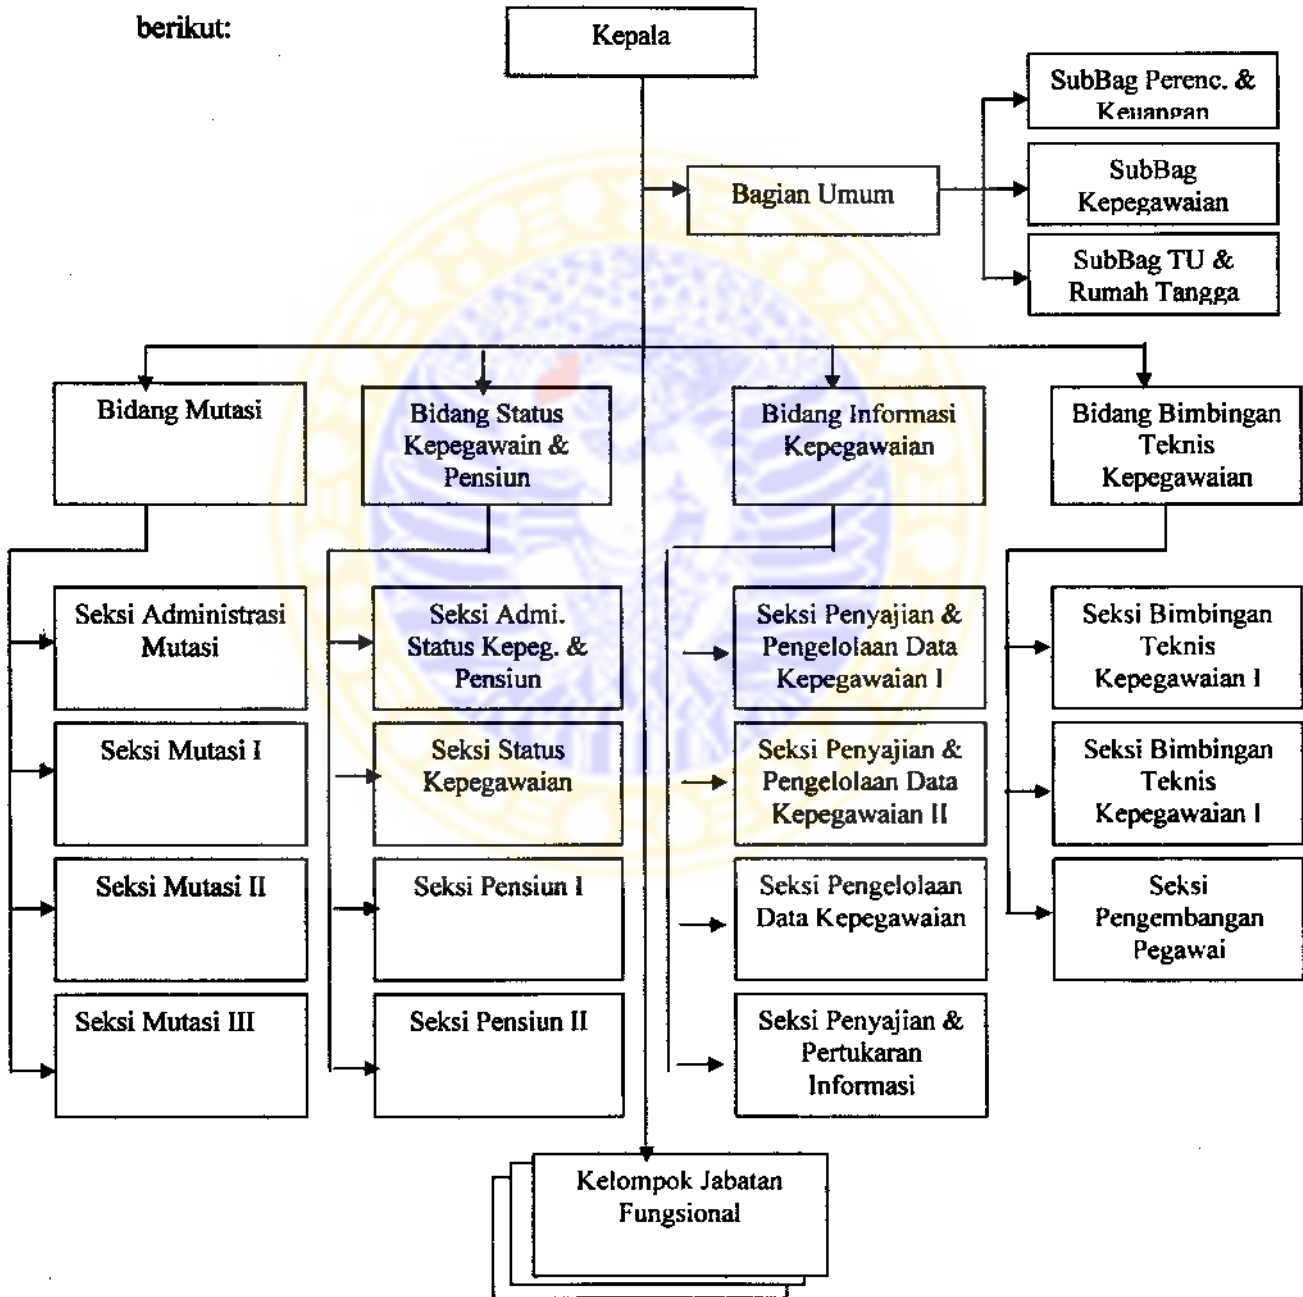 berikut:
Kepala
SubBag Perenc. &
Keuangan
Bagian Umum
SubBag
Kepegawaian
SubBag TU &
Rumah Tangga
Bidang Mutasi
Bidang Status
Kepegawain &
Pensiun
Bidang Informasi
Kepegawaian
Bidang Bimbingan
Teknis
Kepegawaian
Seksi Administrasi
Mutasi
Seksi Admi.
Status Kepeg. &
Pensiun
Seksi Penyajian &
Pengelolaan Data
Kepegawaian I
Seksi Bimbingan
Teknis
Kepegawaian I
Seksi Mutasi I
Seksi Status
Kepegawaian
Seksi Penyajian &
Pengelolaan Data
Kepegawaian II
Seksi Bimbingan
Teknis
Kepegawaian I
Seksi Mutasi II
Seksi Pensiun I
Seksi Pengelolaan
Data Kepegawaian
Seksi
Pengembangan
Pegawai
Seksi Mutasi III
Seksi Pensiun II
Seksi Penyajian &
Pertukaran
Informasi
Kelompok Jabatan
Fungsional